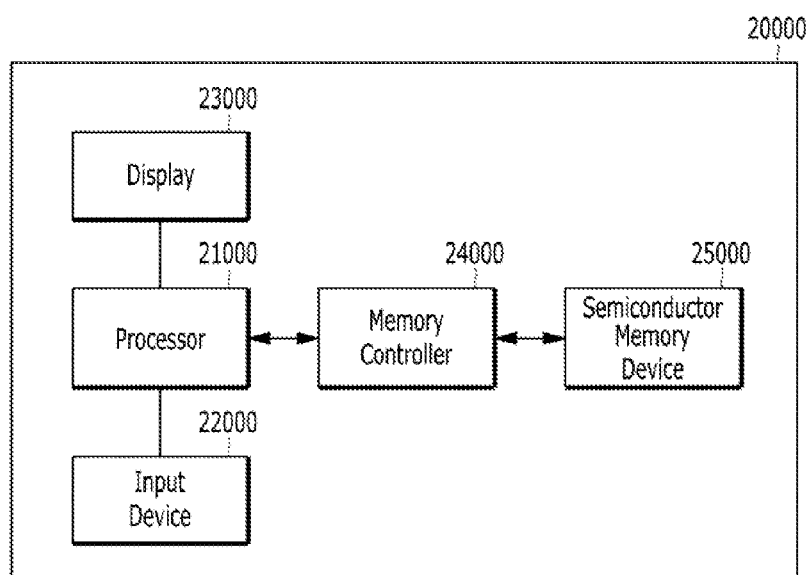 20000
23000
Display
21000
Processor
24000
Memory
Controller
25000
Semiconductor
Memory
Device
22000
Input
Device